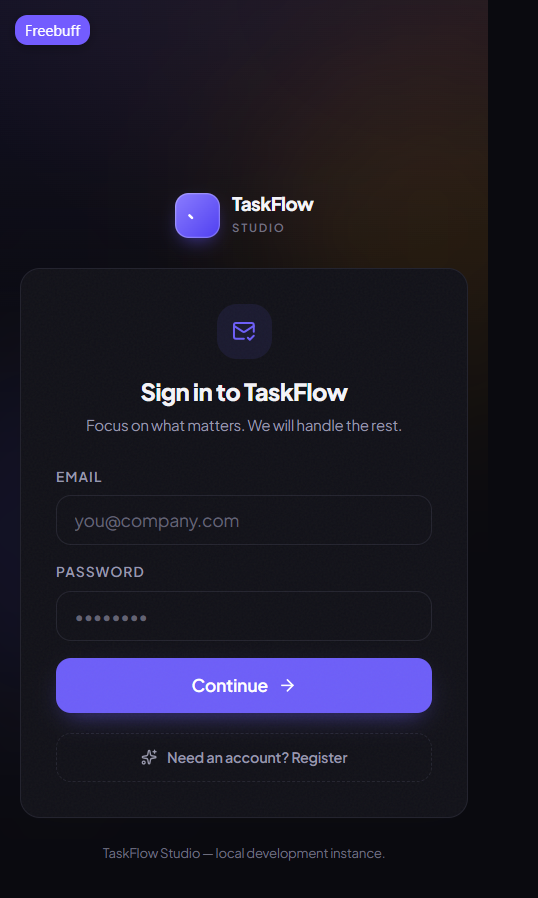 Freebuff
TaskFlow
STUDIO
Sign in to TaskFlow
Focus on what matters. We will handle the rest.
EMAIL
you@company.com
PASSWORD
••••••••
Continue →
Need an account? Register
TaskFlow Studio — local development instance.